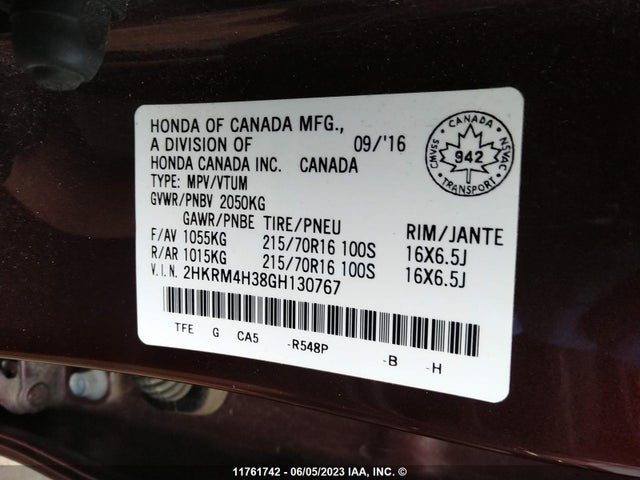 HONDA OF CANADA MFG.,
A DIVISION OF 09/'16
HONDA CANADA INC. CANADA
TYPE: MPV/VTUM
GVWR/PNBV 2050KG
GAWR/PNBE TIRE/PNEU RIM/JANTE
F/AV 1055KG 215/70R16 100S 16X6.5J
R/AR 1015KG 215/70R16 100S 16X6.5J
V.I.N. 2HKRM4H38GH130767
TFE G CA5 -R548P -B -H
CANADA
CMVSS 942 NSVAC
TRANSPORT
11761742 - 06/05/2023 IAA, INC. ©